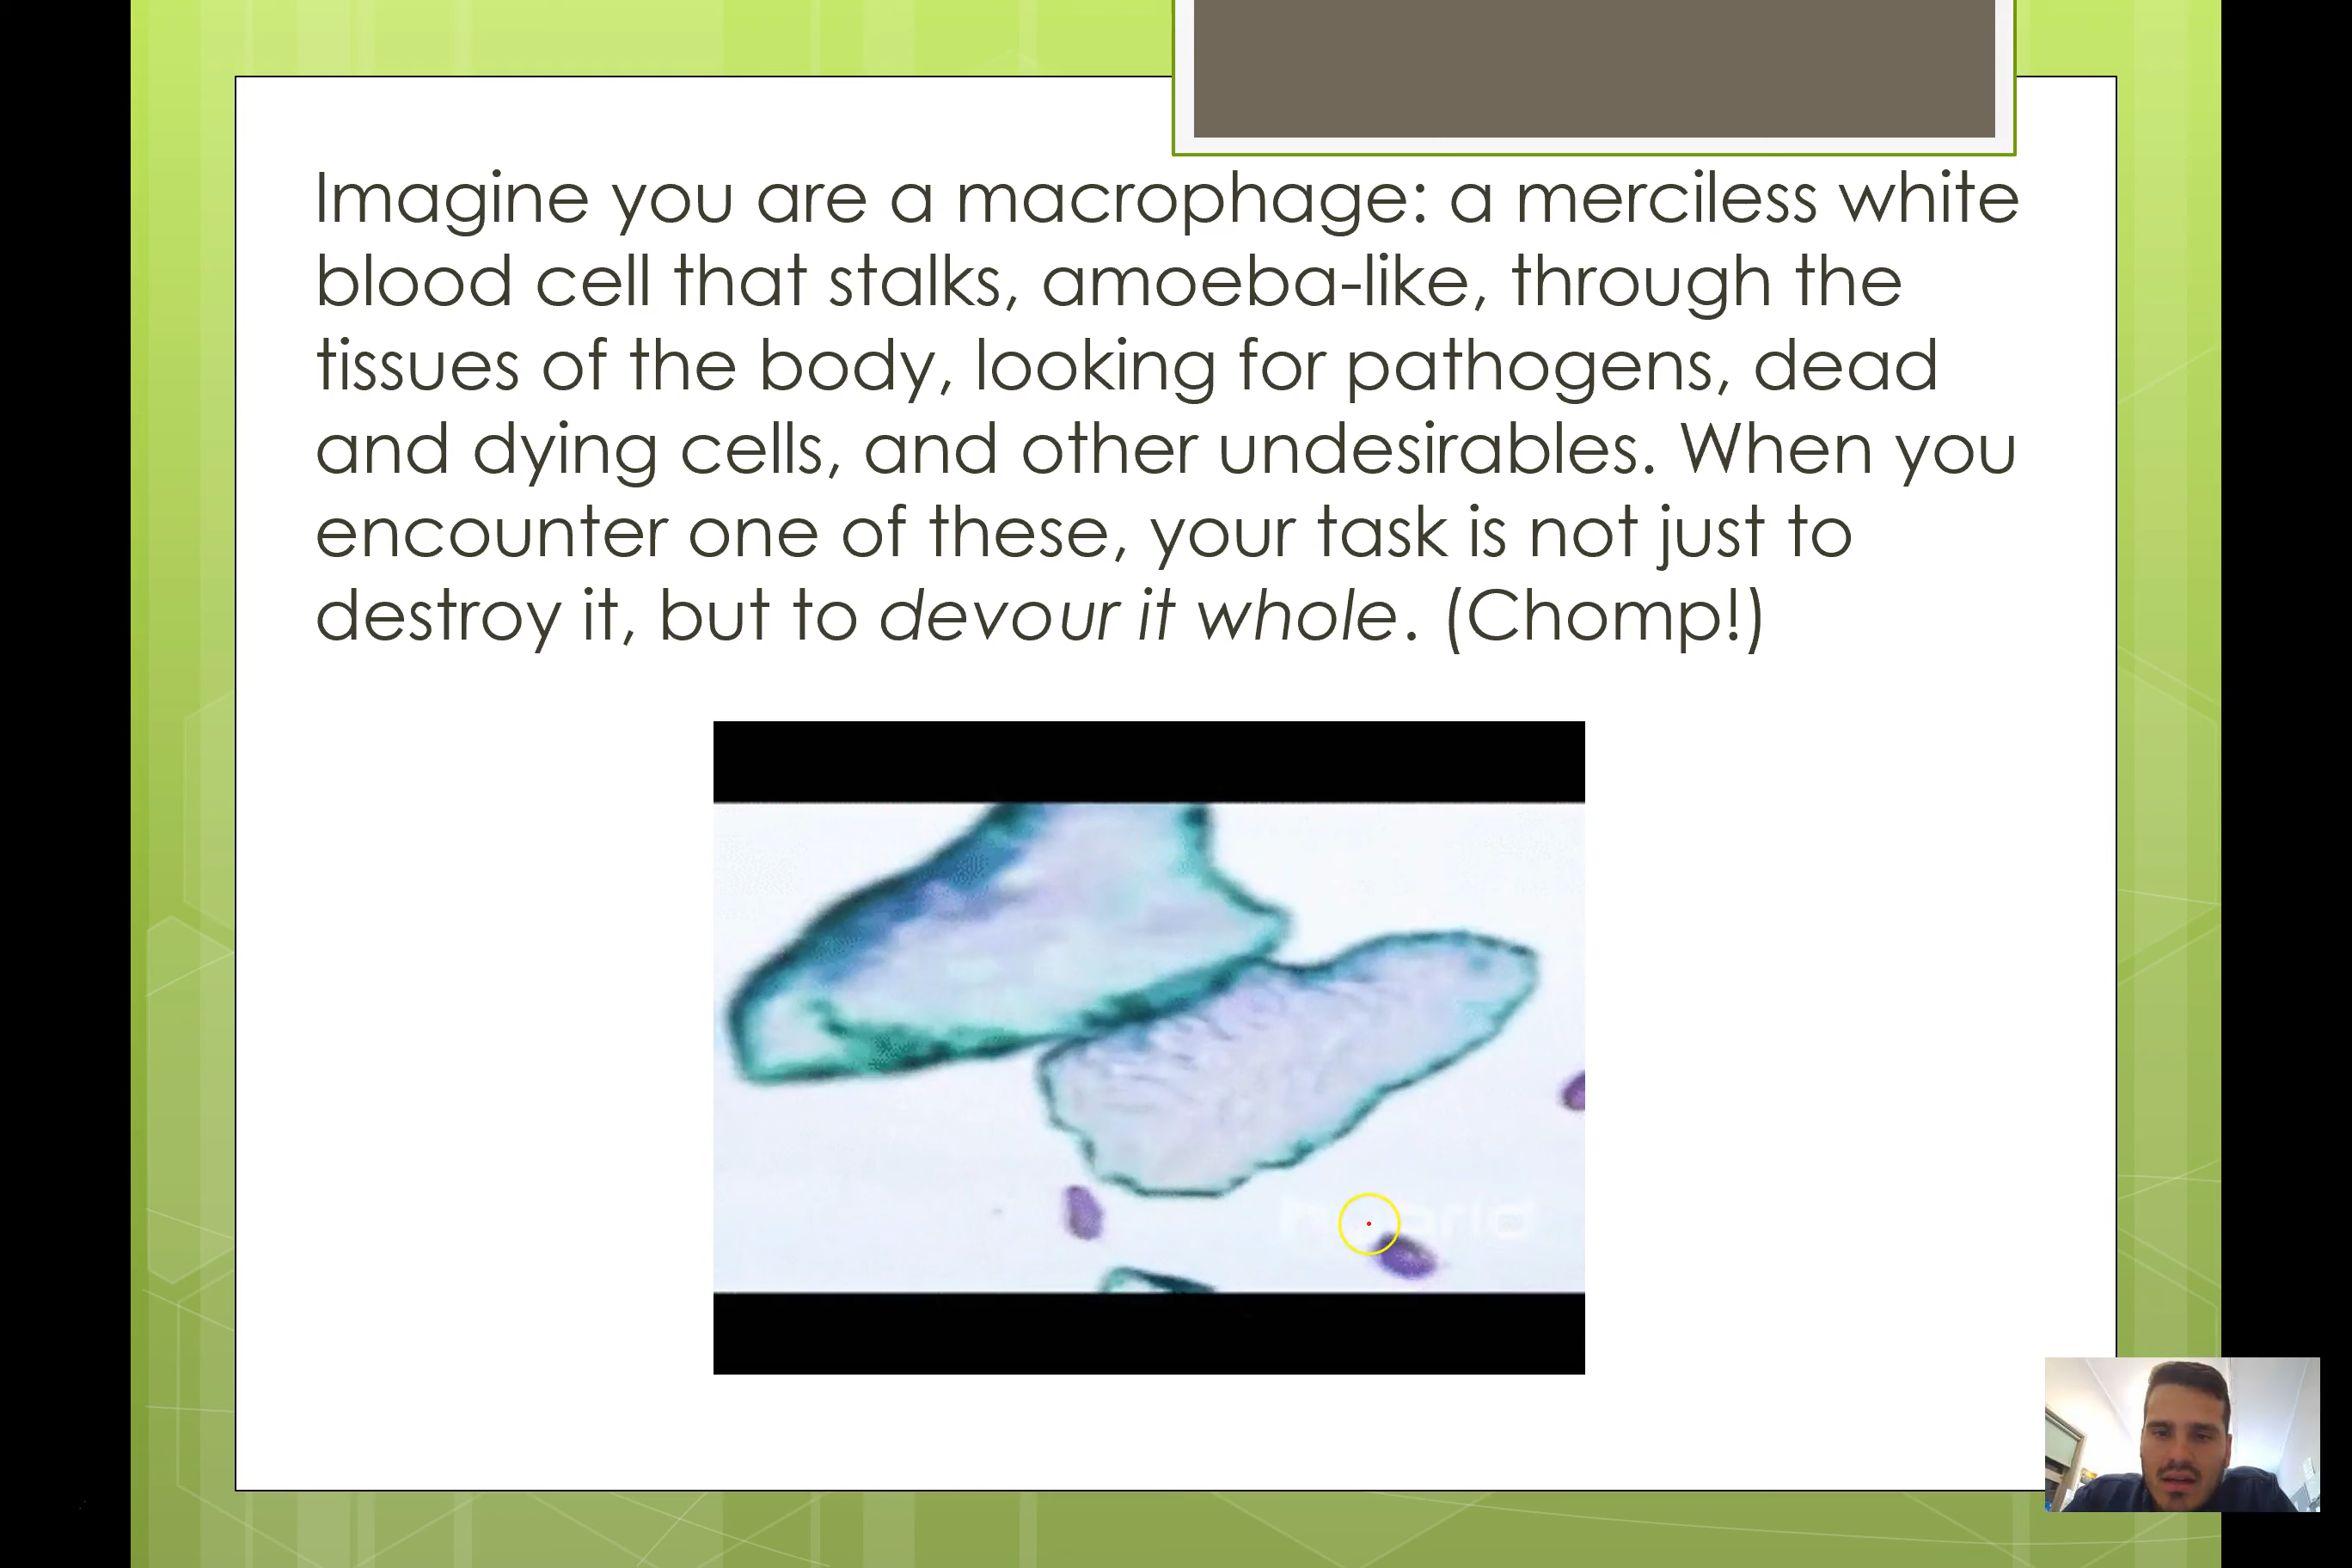 Imagine you are a macrophage: a merciless white
blood cell that stalks, amoeba-like, through the
tissues of the body, looking for pathogens, dead
and dying cells, and other undesirables. When you
encounter one of these, your task is not just to
destroy it, but to devour it whole. (Chomp!)